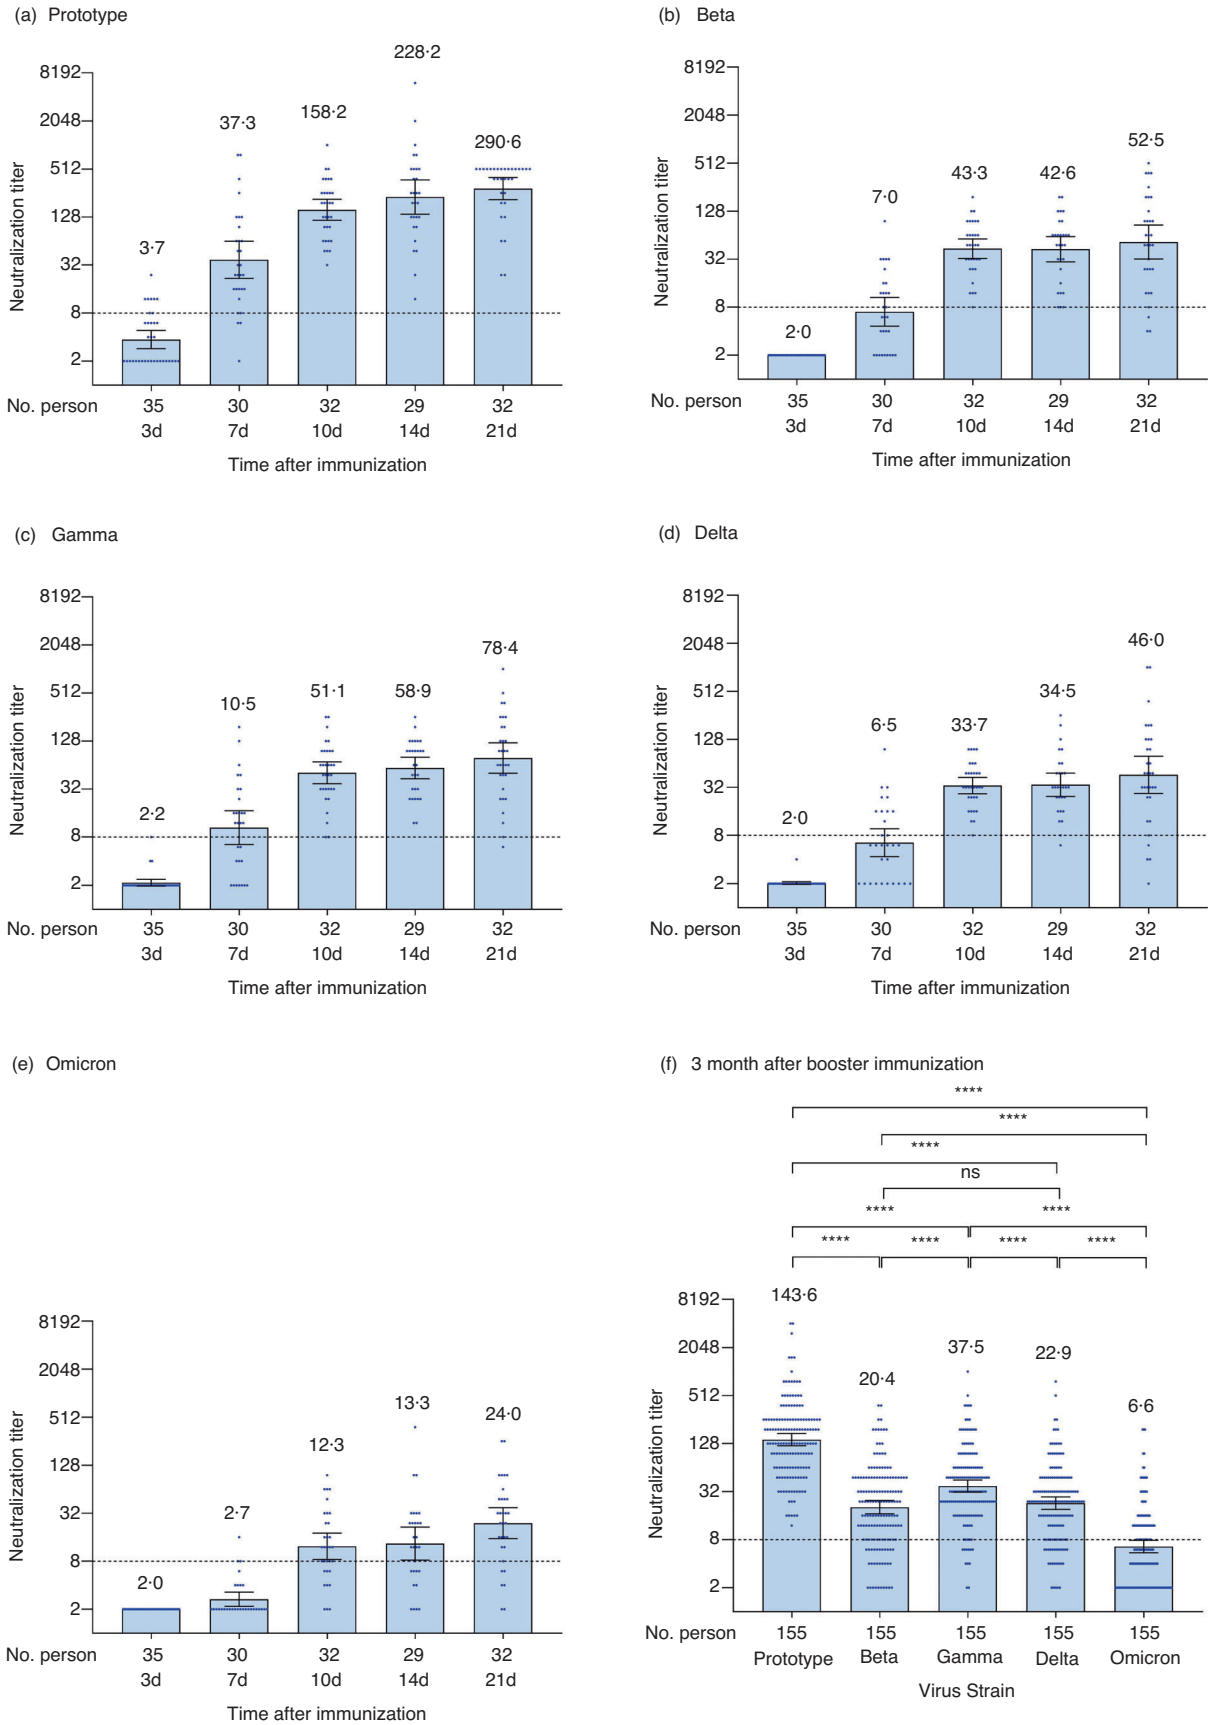 (a) Prototype
228·2
8192
158·2
2048
37·3
290·6
512
128
3·7
32
8
2
Neutralization titer
No. person 35 30 32 29 32
3d 7d 10d 14d 21d
Time after immunization
(b) Beta
8192
2048
52·5
512
43·3 42·6
7·0
128
32
8
2·0
2
Neutralization titer
No. person 35 30 32 29 32
3d 7d 10d 14d 21d
Time after immunization
(c) Gamma
8192
2048
78·4
512
10·5 51·1 58·9
128
32
2·2
8
2
Neutralization titer
No. person 35 30 32 29 32
3d 7d 10d 14d 21d
Time after immunization
(d) Delta
8192
2048
46·0
512
34·5
6·5 33·7
128
32
2·0
8
2
Neutralization titer
No. person 35 30 32 29 32
3d 7d 10d 14d 21d
Time after immunization
(e) Omicron
8192
2048
512
13·3 24·0
12·3
128
2·7
32
8
2·0
2
Neutralization titer
No. person 35 30 32 29 32
3d 7d 10d 14d 21d
Time after immunization
(f) 3 month after booster immunization
****
****
****
ns
**** ****
**** **** **** ****
143·6
8192
37·5
2048
22·9
20·4
512
6·6
128
32
8
2
Neutralization titer
No. person 155 155 155 155 155
Prototype Beta Gamma Delta Omicron
Virus Strain